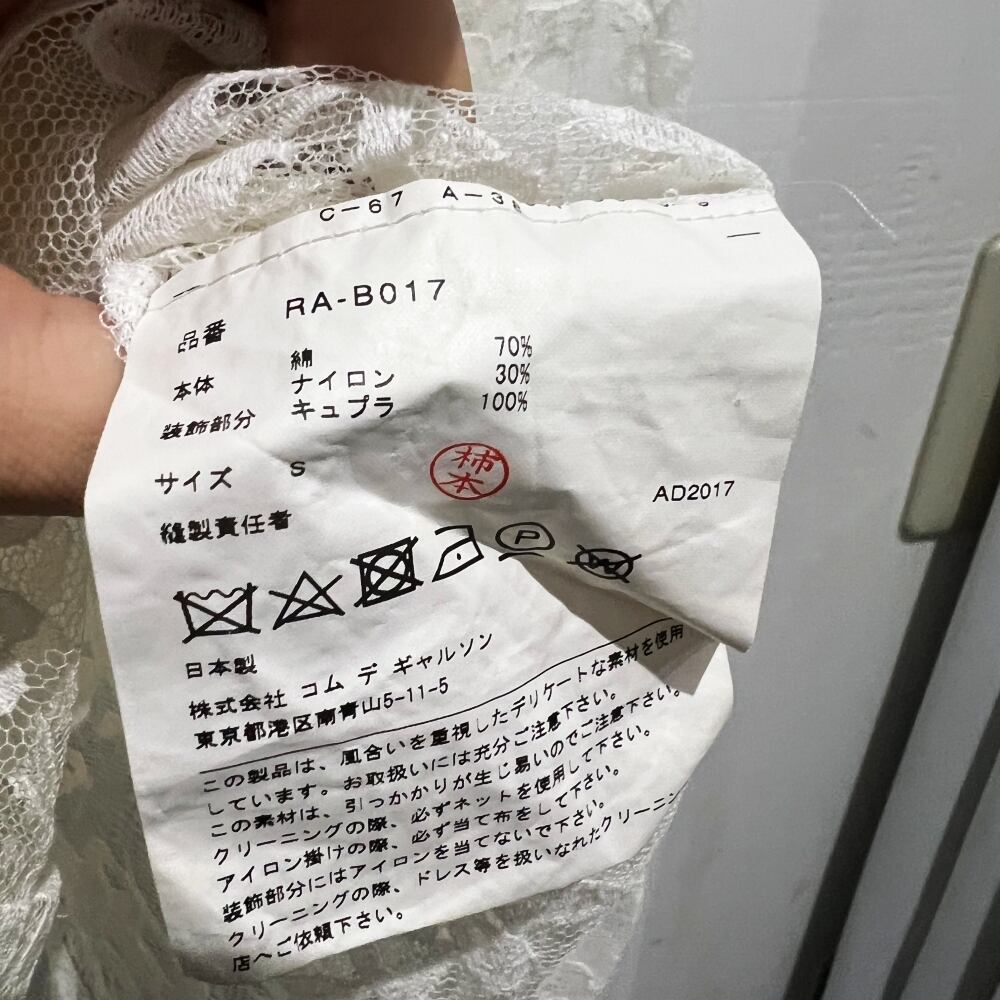 C-67 A-3
品番 RA-B017
本体 綿 70%
ナイロン 30%
装飾部分 キュプラ 100%
サイズ S
柿本
AD2017
縫製責任者
P
W
日本製
株式会社 コム デ ギャルソン
東京都港区南青山5-11-5
この製品は、風合いを重視したデリケートな素材を使用
しています。お取扱いには充分ご注意下さい。
この素材は、引っかかりが生じ易いのでご注意下さい。
クリーニングの際、必ずネットを使用して下さい。
アイロン掛けの際、必ず当て布をして下さい。
装飾部分にはアイロンを当てないで下さい。
クリーニングの際、ドレス等を扱いなれたクリーニン
店へご依頼下さい。